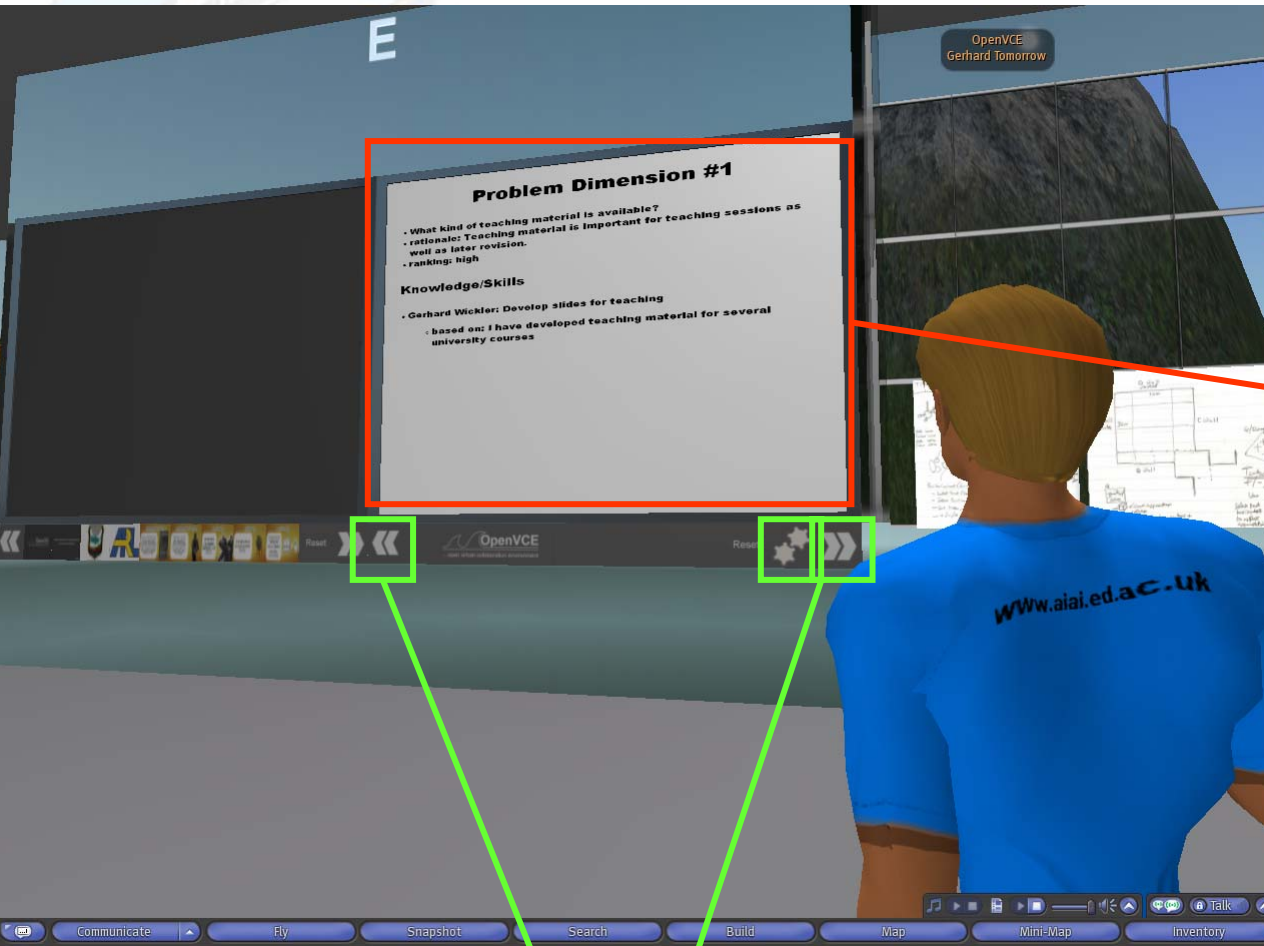 E
OpenVCE
Gerhard Tomorrow
Problem Dimension #1
• What kind of teaching material is available?
• rationale: Teaching material is important for teaching sessions as
well as later revision.
• ranking: high
Knowledge/Skills
• Gerhard Wickler: Develop slides for teaching
◦ based on: I have developed teaching material for several
university courses
Reset
OpenVCE
Reset
www.aiai.ed.ac.uk
Talk
Communicate
Fly
Snapshot
Search
Build
Map
Mini-Map
Inventory